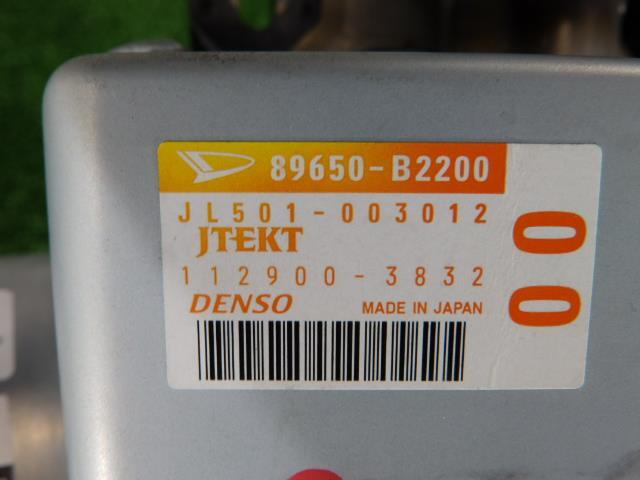 89650-B2200
JL501-003012
JTEKT
112900-3832
DENSO MADE IN JAPAN
00